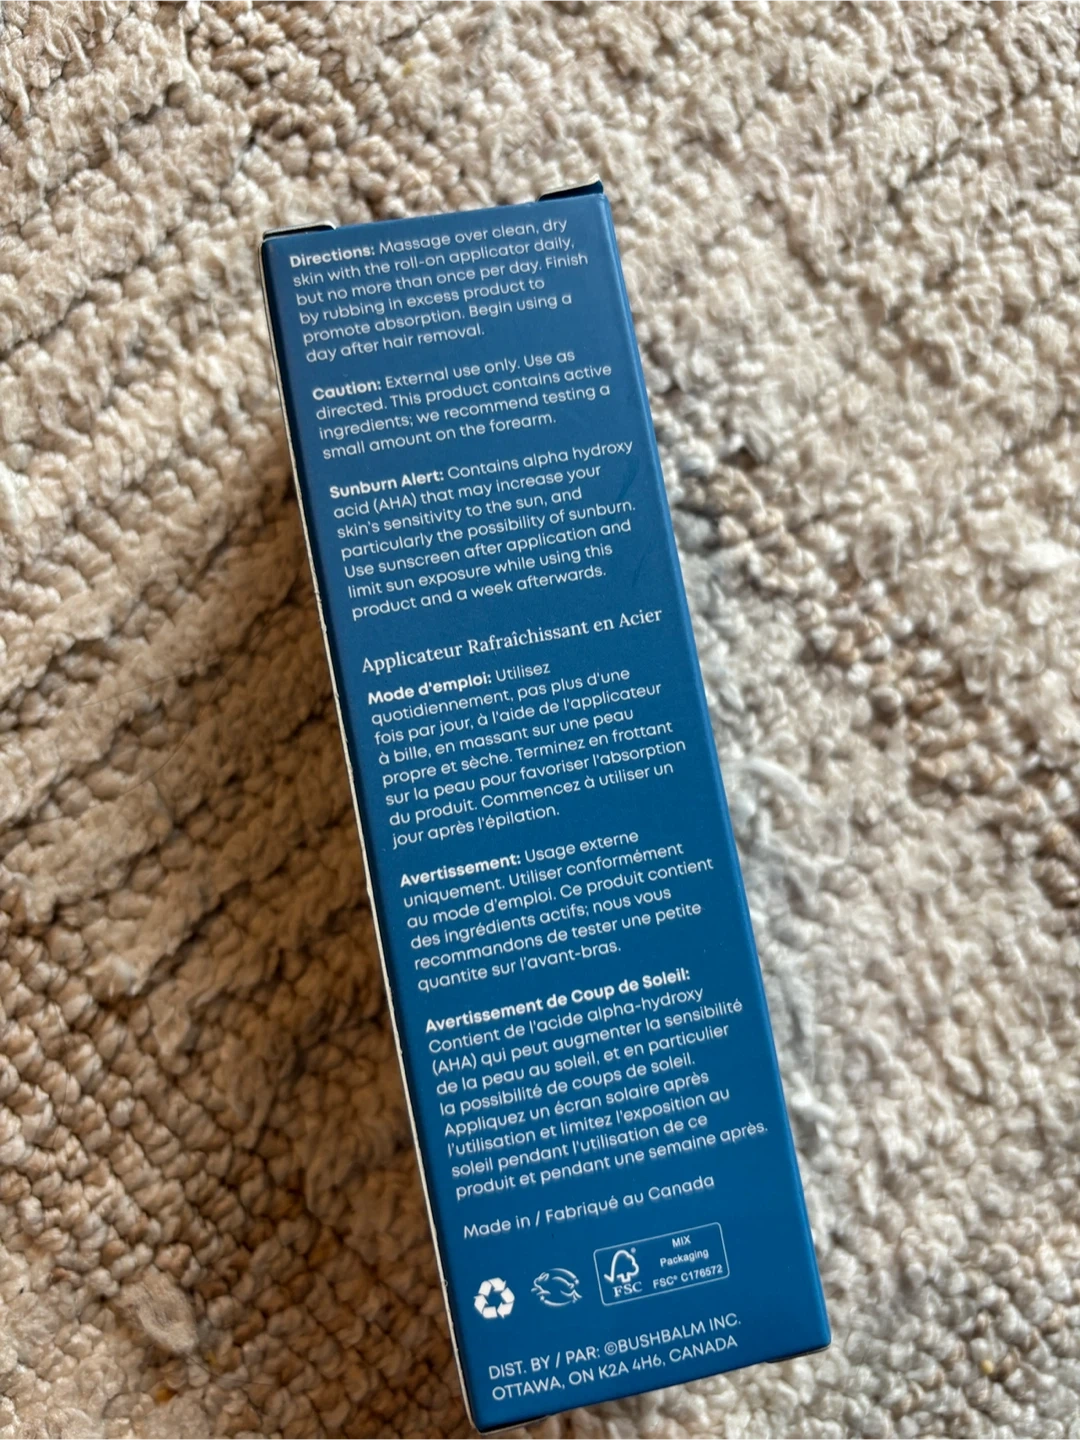 Directions: Massage over clean, dry
skin with the roll-on applicator daily,
but no more than once per day. Finish
by rubbing in excess product to
promote absorption. Begin using a
day after hair removal.
Caution: External use only. Use as
directed. This product contains active
ingredients; we recommend testing a
small amount on the forearm.
Sunburn Alert: Contains alpha hydroxy
acid (AHA) that may increase your
skin's sensitivity to the sun, and
particularly the possibility of sunburn.
Use sunscreen after application and
limit sun exposure while using this
product and a week afterwards.
Applicateur Rafraîchissant en Acier
Mode d'emploi: Utilisez
quotidiennement, pas plus d'une
fois par jour, à l'aide de l'applicateur
à bille, en massant sur une peau
propre et sèche. Terminez en frottant
sur la peau pour favoriser l'absorption
du produit. Commencez à utiliser un
jour après l'épilation.
Avertissement: Usage externe
uniquement. Utiliser conformément
au mode d'emploi. Ce produit contient
des ingrédients actifs; nous vous
recommandons de tester une petite
quantite sur l'avant-bras.
Avertissement de Coup de Soleil:
Contient de l'acide alpha-hydroxy
(AHA) qui peut augmenter la sensibilité
de la peau au soleil, et en particulier
la possibilité de coups de soleil.
Appliquez un écran solaire après
l'utilisation et limitez l'exposition au
soleil pendant l'utilisation de ce
produit et pendant une semaine après.
Made in / Fabriqué au Canada
FSC
MIX
Packaging
FSC® C176572
DIST. BY / PAR: ©BUSHBALM INC.
OTTAWA, ON K2A 4H6, CANADA